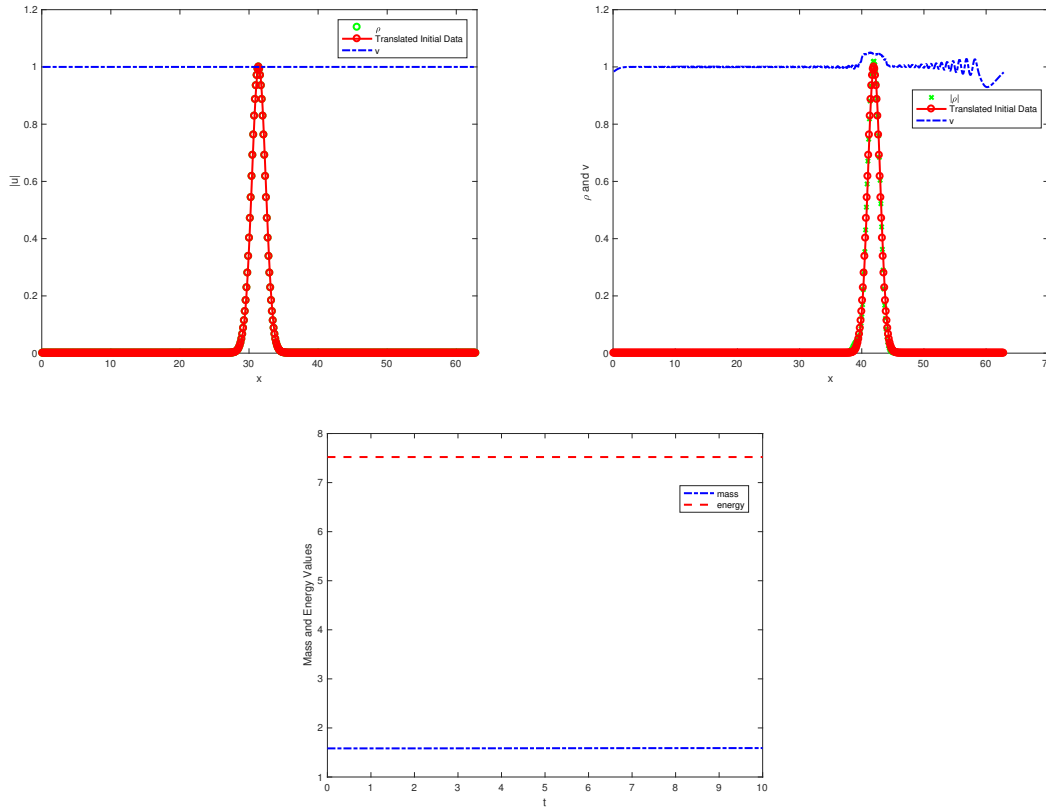 1.2
1
0.8
0.6
0.4
0.2
0
|u|
0 10 20 30 40 50 60
x
ρ
Translated Initial Data
v
1.2
1
0.8
0.6
0.4
0.2
0
ρ and v
0 10 20 30 40 50 60 70
x
|ρ|
Translated Initial Data
v
8
7
6
5
4
3
2
1
Mass and Energy Values
0 1 2 3 4 5 6 7 8 9 10
t
mass
energy